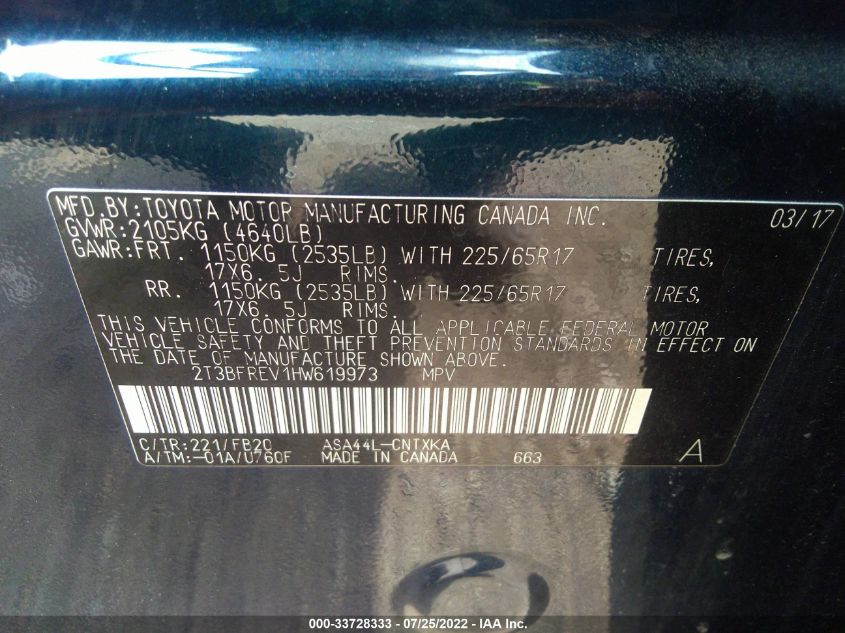 MFD.BY:TOYOTA MOTOR MANUFACTURING CANADA INC. 03/17
GVWR:2105KG (4640LB)
GAWR:FRT. 1150KG (2535LB) WITH 225/65R17 TIRES,
17X6. 5J RIMS.
RR. 1150KG (2535LB) WITH 225/65R17 TIRES,
17X6. 5J RIMS.
THIS VEHICLE CONFORMS TO ALL APPLICABLE FEDERAL MOTOR
VEHICLE SAFETY AND THEFT PREVENTION STANDARDS IN EFFECT ON
THE DATE OF MANUFACTURE SHOWN ABOVE.
2T3BFREV1HW619973 MPV
C/TR:221/FB20 ASA44L-CNTXKA
A/TM:-01A/U760F MADE IN CANADA 663 A
000-33728333 - 07/25/2022 - IAA Inc.